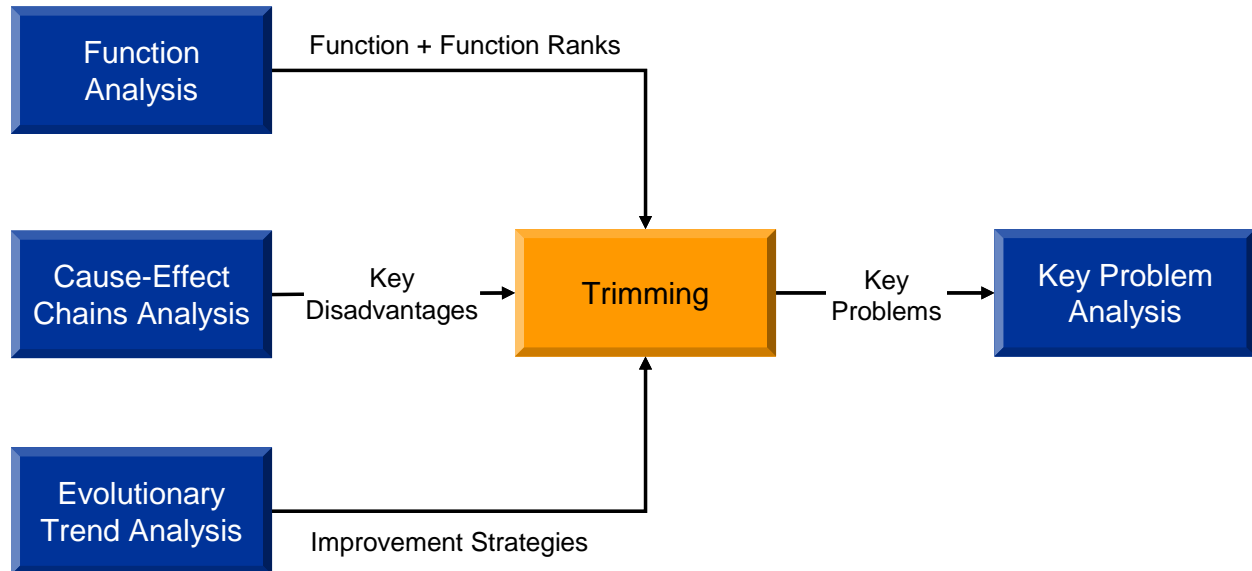 Function
Analysis
Function + Function Ranks
Cause-Effect
Chains Analysis
Key
Disadvantages
Trimming
Key
Problems
Key Problem
Analysis
Evolutionary
Trend Analysis
Improvement Strategies